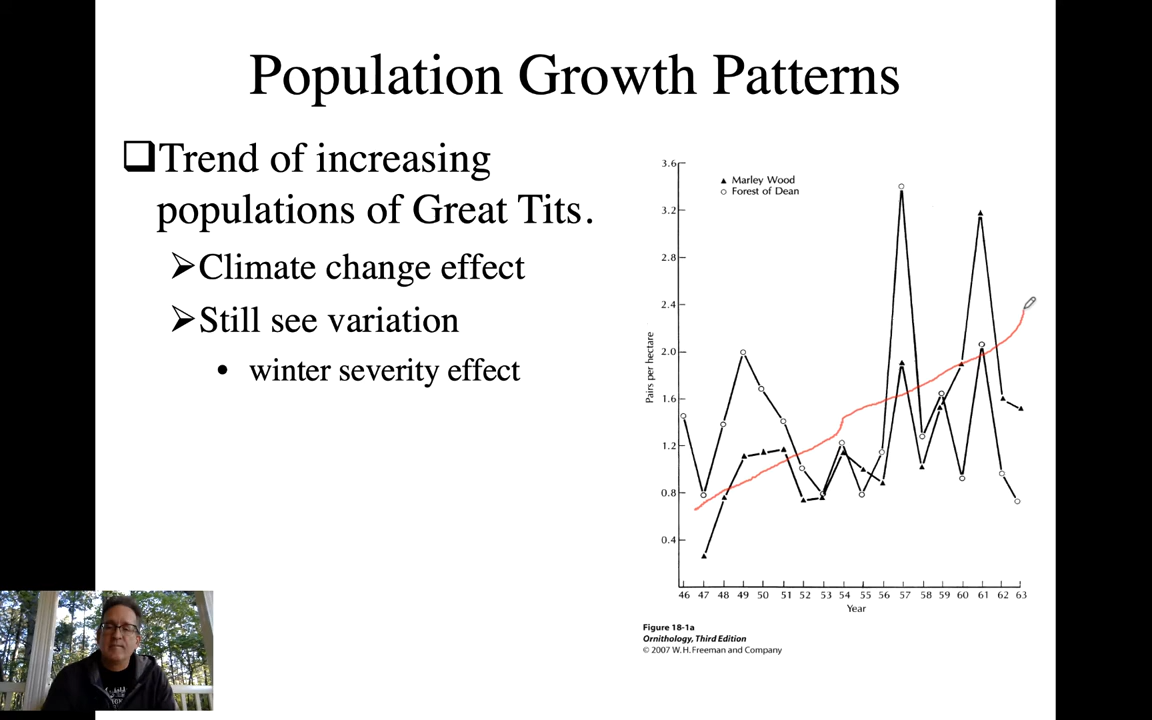 Population Growth Patterns
❑Trend of increasing
populations of Great Tits.
➢Climate change effect
➢Still see variation
• winter severity effect
▲ Marley Wood
○ Forest of Dean
3.6
3.2
2.8
2.4
2.0
1.6
1.2
0.8
0.4
Pairs per hectare
46 47 48 49 50 51 52 53 54 55 56 57 58 59 60 61 62 63
Year
Figure 18-1a
Ornithology, Third Edition
© 2007 W.H. Freeman and Company